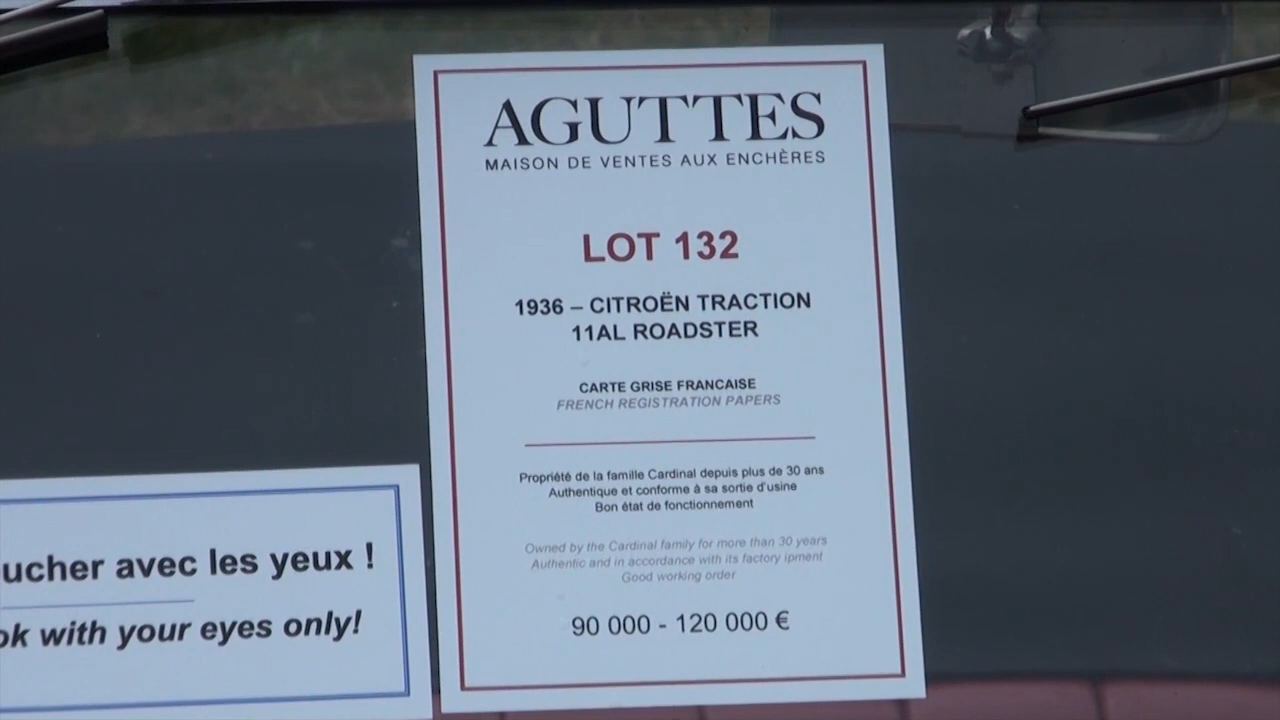 AGUTTES
MAISON DE VENTES AUX ENCHÈRES
LOT 132
1936 – CITROËN TRACTION
11AL ROADSTER
CARTE GRISE FRANCAISE
FRENCH REGISTRATION PAPERS
Propriété de la famille Cardinal depuis plus de 30 ans
Authentique et conforme à sa sortie d'usine
Bon état de fonctionnement
Owned by the Cardinal family for more than 30 years
Authentic and in accordance with its factory ipment
Good working order
90 000 - 120 000 €
ucher avec les yeux !
ok with your eyes only!